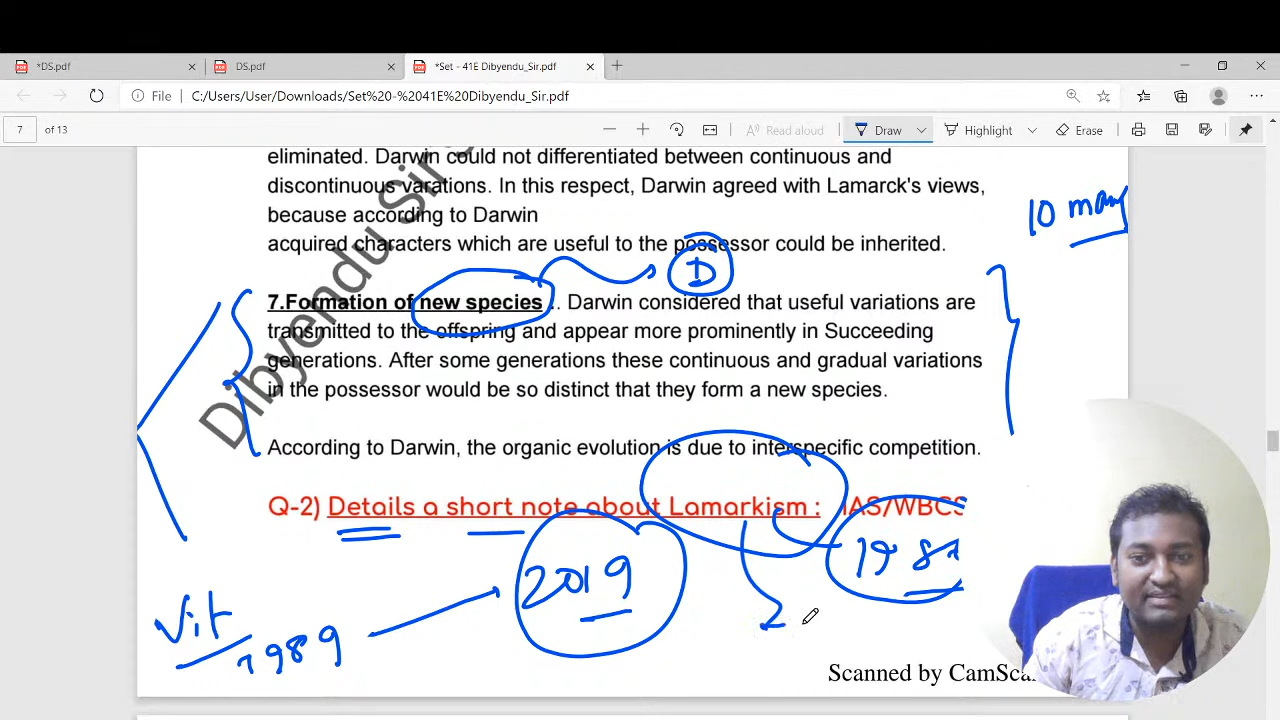 *DS.pdf
DS.pdf
*Set - 41E Dibyendu_Sir.pdf
File C:/Users/User/Downloads/Set%20-%2041E%20Dibyendu_Sir.pdf
7 of 13
Read aloud Draw Highlight Erase
eliminated. Darwin could not differentiated between continuous and
discontinuous varations. In this respect, Darwin agreed with Lamarck's views,
because according to Darwin
acquired characters which are useful to the possessor could be inherited.
10 mark
D
7.Formation of new species.. Darwin considered that useful variations are
transmitted to the offspring and appear more prominently in Succeeding
generations. After some generations these continuous and gradual variations
in the possessor would be so distinct that they form a new species.
According to Darwin, the organic evolution is due to interspecific competition.
Q-2) Details a short note about Lamarkism : IAS/WBCS
2019
Vit
1989
2
Scanned by CamSca
Dibyendu Sir